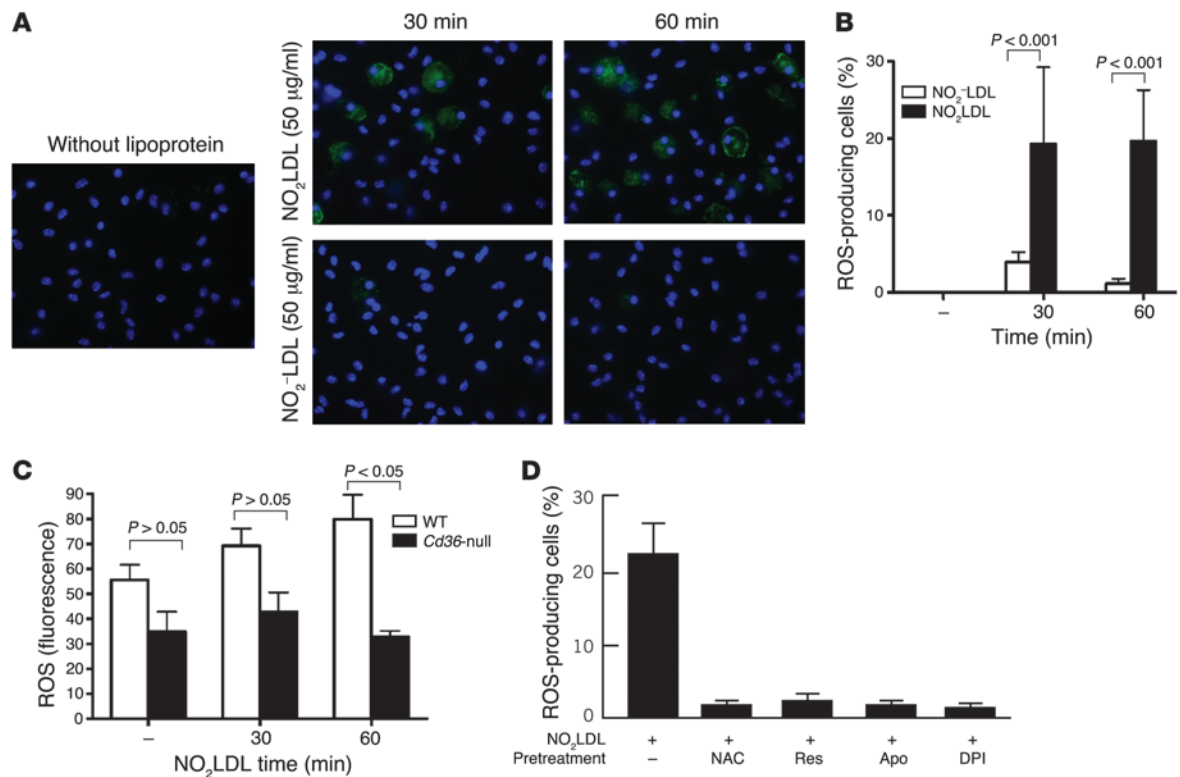 A
30 min
60 min
Without lipoprotein
NO₂LDL (50 µg/ml)
NO₂⁻LDL (50 µg/ml)
B
P < 0.001
P < 0.001
NO₂⁻LDL
NO₂LDL
ROS-producing cells (%)
30
20
10
0
– 30 60
Time (min)
C
P > 0.05
P > 0.05
P < 0.05
WT
Cd36-null
ROS (fluorescence)
90
80
70
60
50
40
30
20
10
0
– 30 60
NO₂LDL time (min)
D
ROS-producing cells (%)
30
20
10
0
NO₂LDL + + + + +
Pretreatment – NAC Res Apo DPI